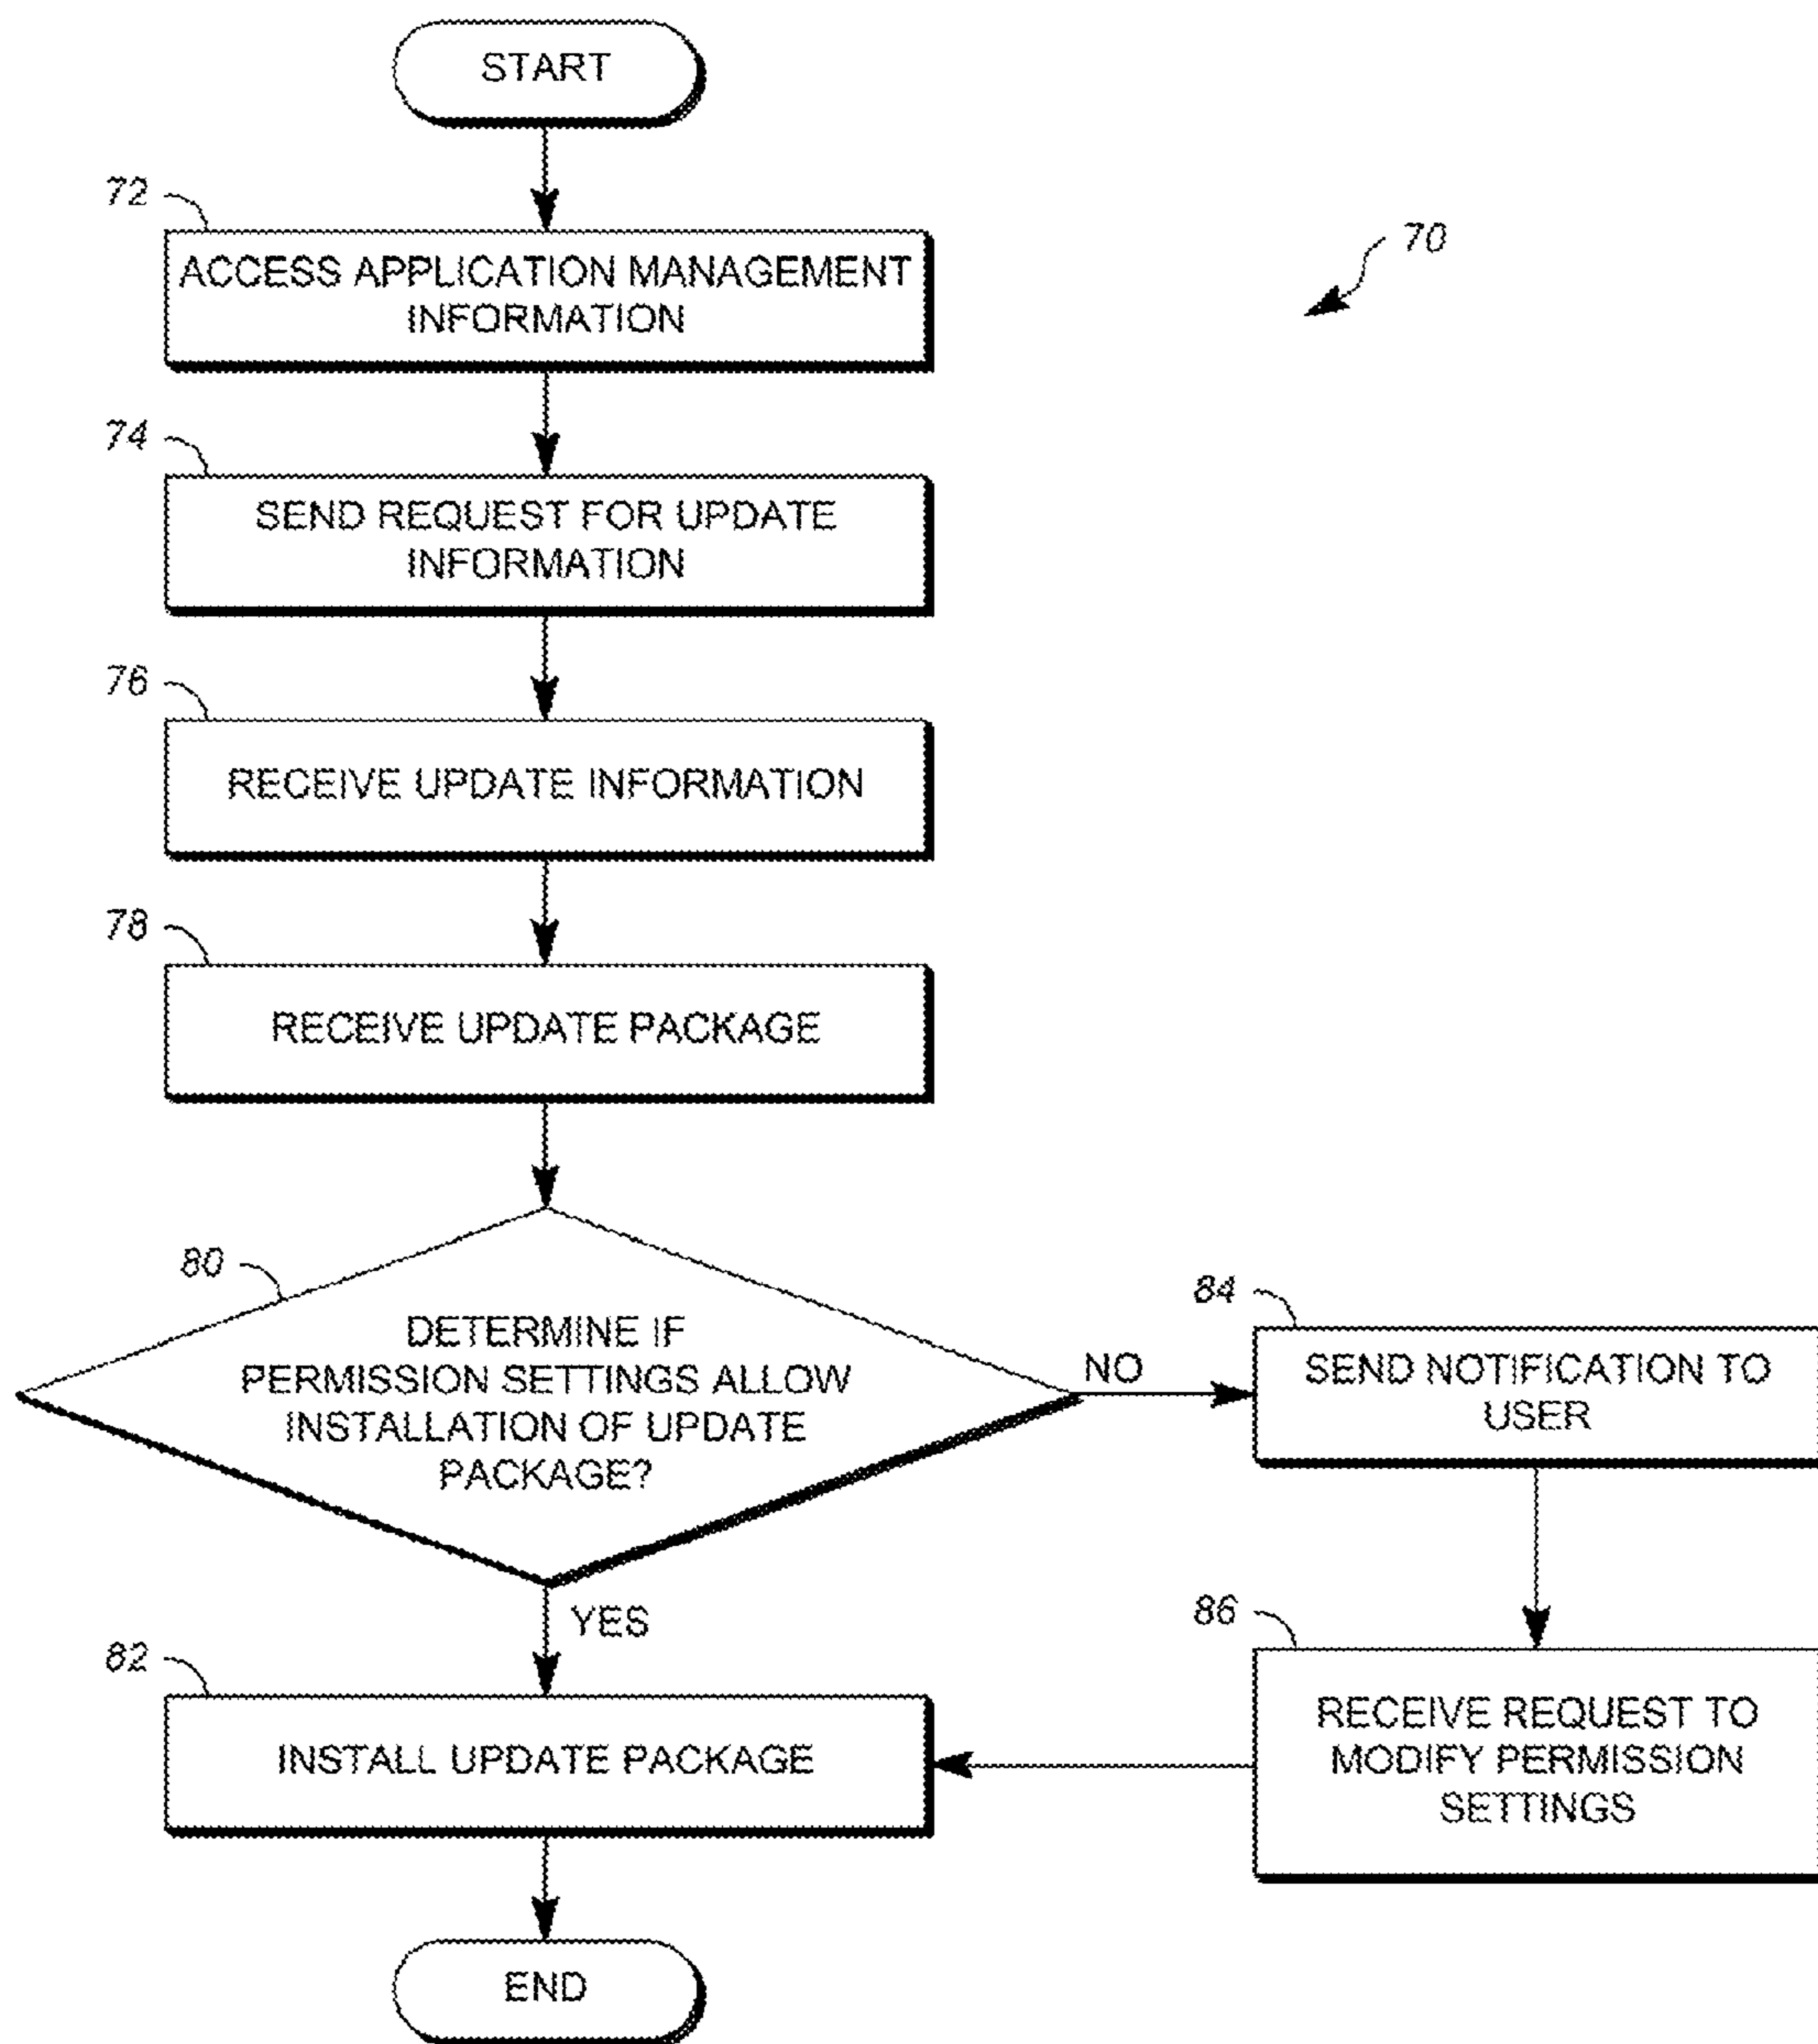 START
72
ACCESS APPLICATION MANAGEMENT
INFORMATION
70
74
SEND REQUEST FOR UPDATE
INFORMATION
76
RECEIVE UPDATE INFORMATION
78
RECEIVE UPDATE PACKAGE
80
DETERMINE IF
PERMISSION SETTINGS ALLOW
INSTALLATION OF UPDATE
PACKAGE?
NO
84
SEND NOTIFICATION TO
USER
YES
86
RECEIVE REQUEST TO
MODIFY PERMISSION
SETTINGS
82
INSTALL UPDATE PACKAGE
END